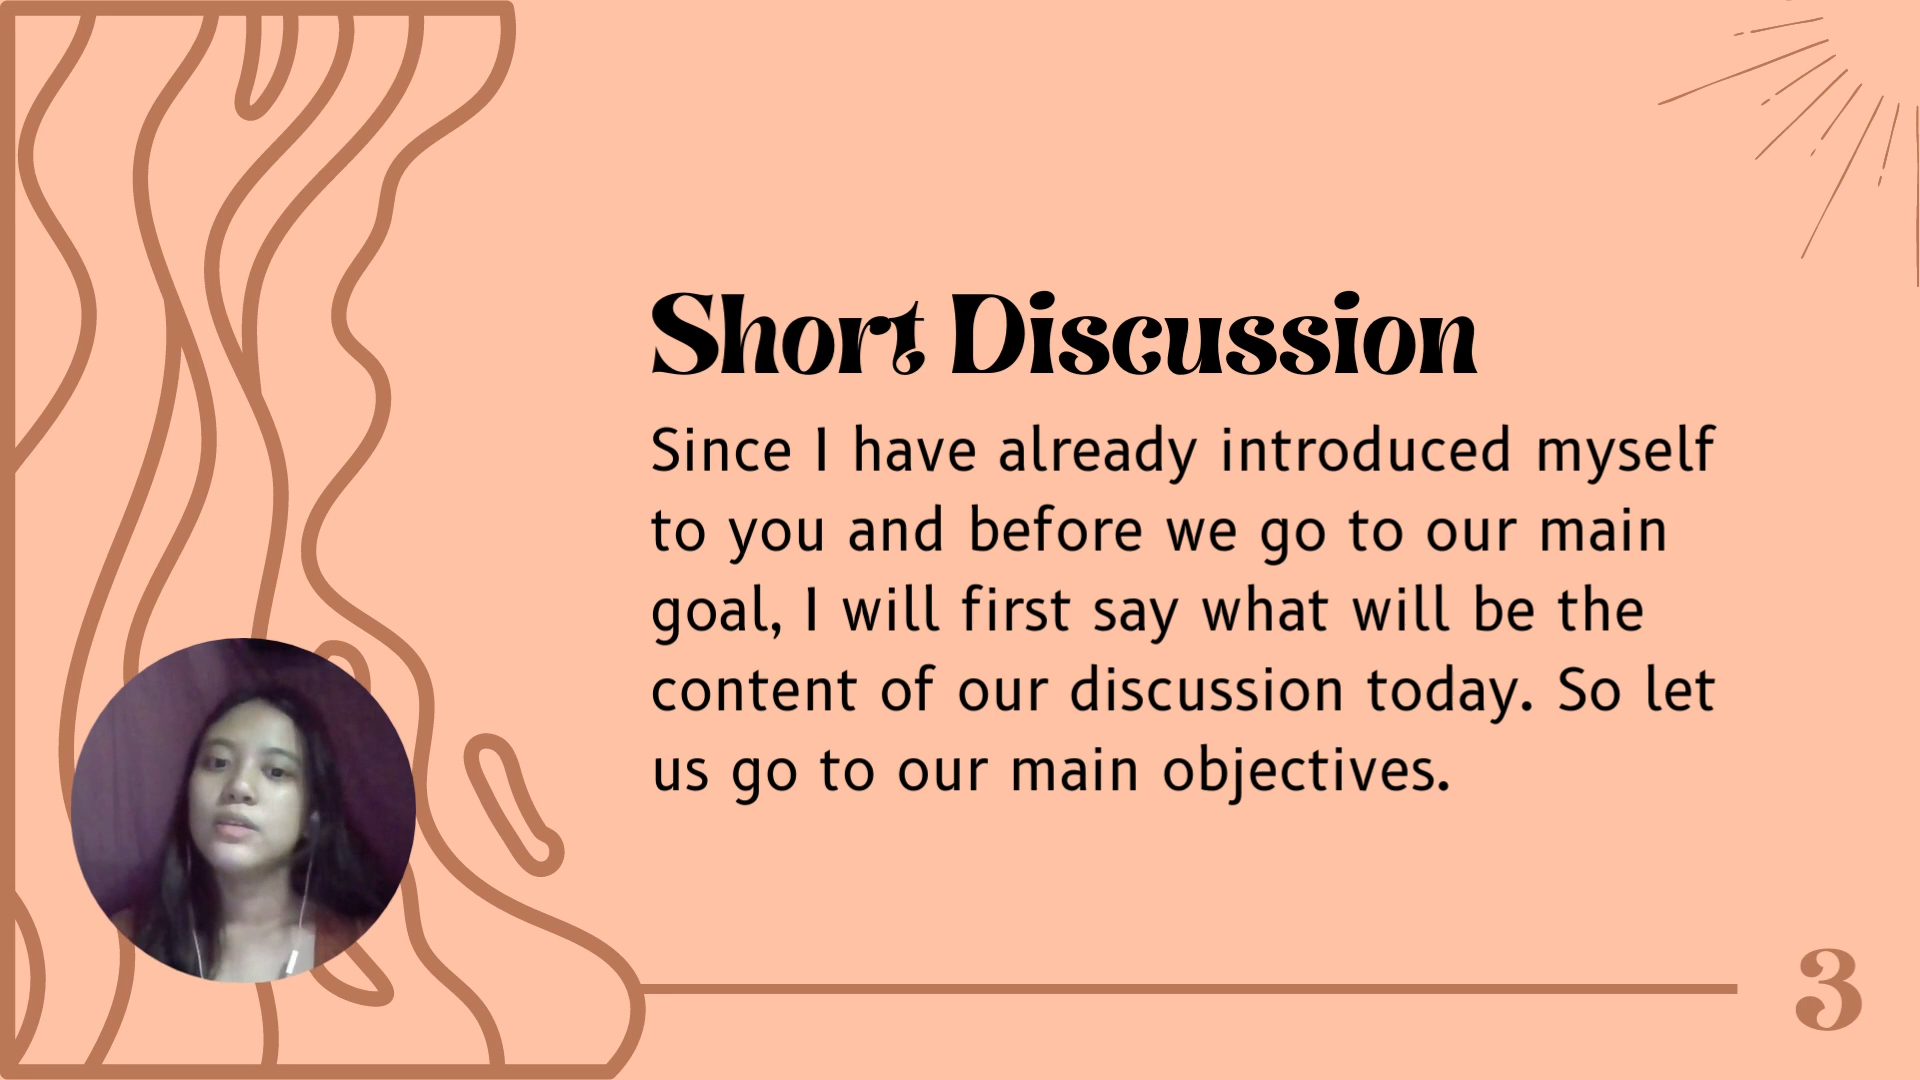 Short Discussion
Since I have already introduced myself
to you and before we go to our main
goal, I will first say what will be the
content of our discussion today. So let
us go to our main objectives.
3